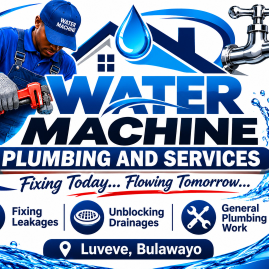 WATER
MACHINE
WATER
MACHINE
PLUMBING AND SERVICES
Fixing Today... Flowing Tomorrow...
Fixing
Leakages
Unblocking
Drainages
General
Plumbing
Work
Luveve, Bulawayo